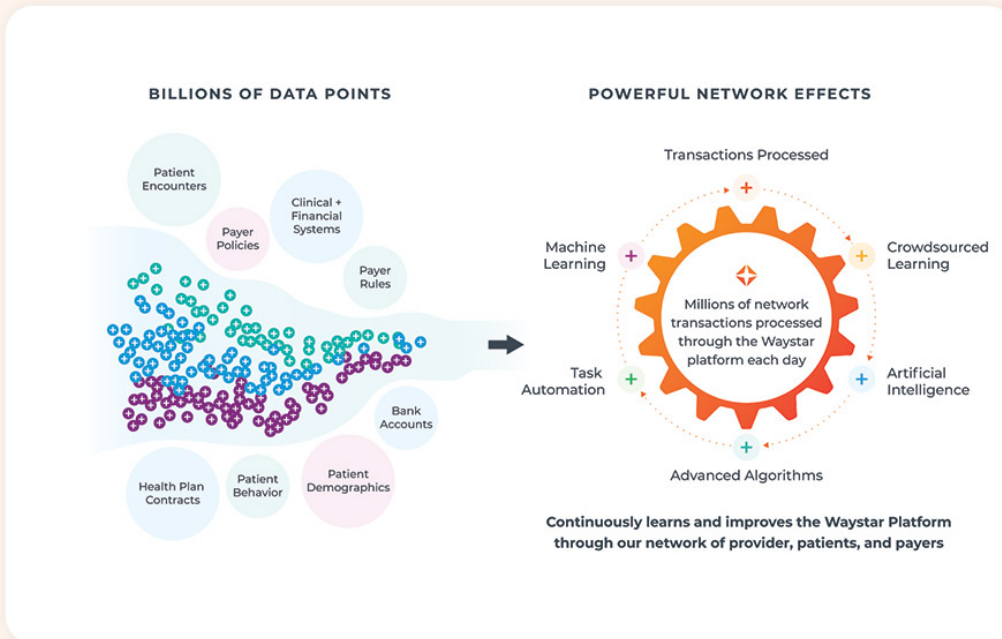 BILLIONS OF DATA POINTS
Patient
Encounters
Clinical +
Financial
Systems
Payer
Policies
Payer
Rules
Bank
Accounts
Health Plan
Contracts
Patient
Behavior
Patient
Demographics
POWERFUL NETWORK EFFECTS
Transactions Processed
Crowdsourced
Learning
Artificial
Intelligence
Advanced Algorithms
Task
Automation
Machine
Learning
Millions of network
transactions processed
through the Waystar
platform each day
Continuously learns and improves the Waystar Platform
through our network of provider, patients, and payers